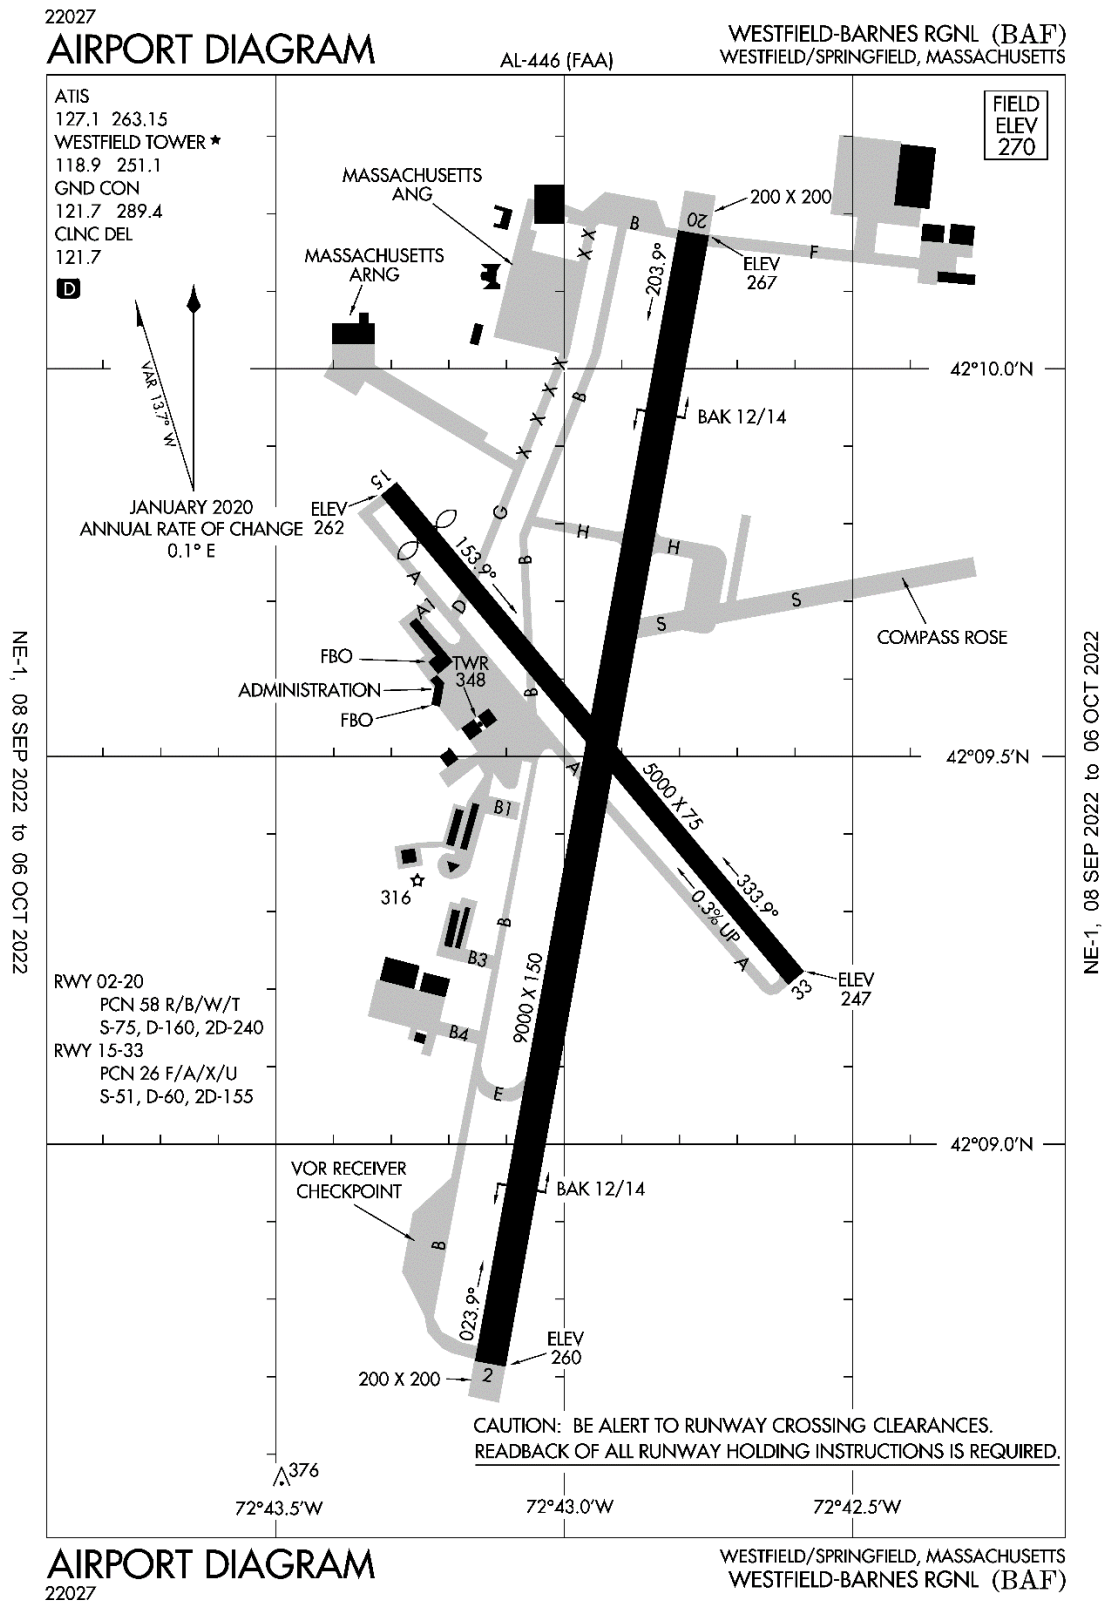 22027
AIRPORT DIAGRAM
AL-446 (FAA)
WESTFIELD-BARNES RGNL (BAF)
WESTFIELD/SPRINGFIELD, MASSACHUSETTS
ATIS
127.1 263.15
WESTFIELD TOWER ★
118.9 251.1
GND CON
121.7 289.4
CLNC DEL
121.7
D
FIELD
ELEV
270
MASSACHUSETTS
ANG
MASSACHUSETTS
ARNG
200 X 200
20
B
F
203.9°
ELEV
267
VAR 13.7° W
JANUARY 2020
ANNUAL RATE OF CHANGE
0.1° E
42°10.0'N
X
X
X
X
X
X
B
BAK 12/14
15
ELEV
262
G
153.9°
H
H
B
A
A1
D
S
S
COMPASS ROSE
FBO
TWR
348
ADMINISTRATION
FBO
B
42°09.5'N
A
5000 X 75
B1
316
333.9°
0.3% UP
A
B
B3
33
ELEV
247
9000 X 150
B4
E
RWY 02-20
PCN 58 R/B/W/T
S-75, D-160, 2D-240
RWY 15-33
PCN 26 F/A/X/U
S-51, D-60, 2D-155
42°09.0'N
VOR RECEIVER
CHECKPOINT
BAK 12/14
B
023.9°
ELEV
260
200 X 200
2
CAUTION: BE ALERT TO RUNWAY CROSSING CLEARANCES.
READBACK OF ALL RUNWAY HOLDING INSTRUCTIONS IS REQUIRED.
376
72°43.5'W
72°43.0'W
72°42.5'W
NE-1, 08 SEP 2022 to 06 OCT 2022
NE-1, 08 SEP 2022 to 06 OCT 2022
AIRPORT DIAGRAM
22027
WESTFIELD/SPRINGFIELD, MASSACHUSETTS
WESTFIELD-BARNES RGNL (BAF)